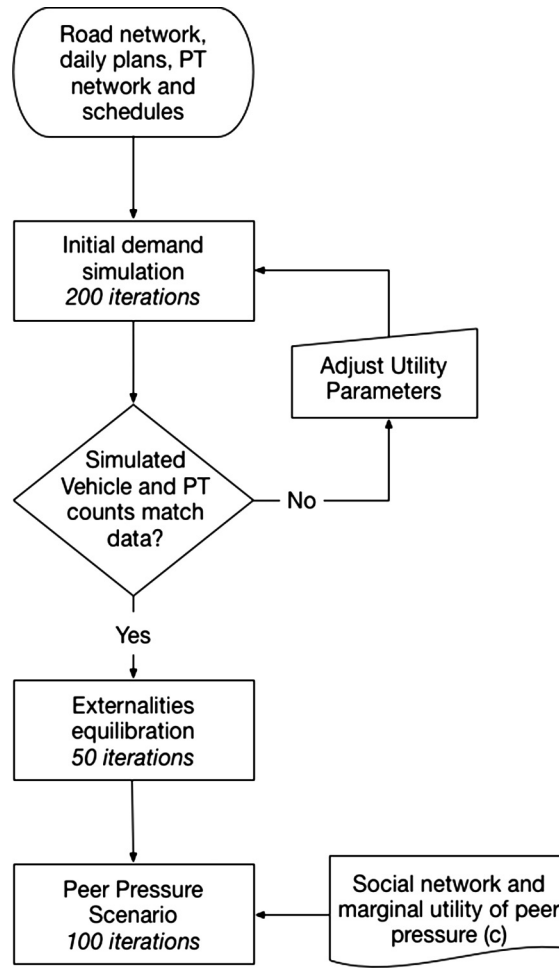 Road network,
daily plans, PT
network and
schedules
Initial demand
simulation
200 iterations
Adjust Utility
Parameters
Simulated
Vehicle and PT
counts match
data?
No
Yes
Externalities
equilibration
50 iterations
Peer Pressure
Scenario
100 iterations
Social network and
marginal utility of peer
pressure (c)